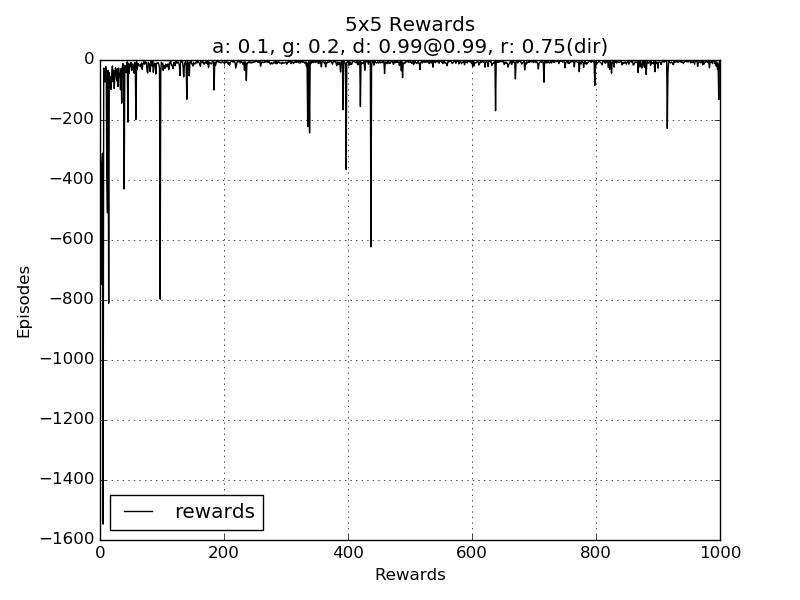 5x5 Rewards
a: 0.1, g: 0.2, d: 0.99@0.99, r: 0.75(dir)
0
−200
−400
−600
−800
−1000
−1200
−1400
−1600
Episodes
rewards
0 200 400 600 800 1000
Rewards